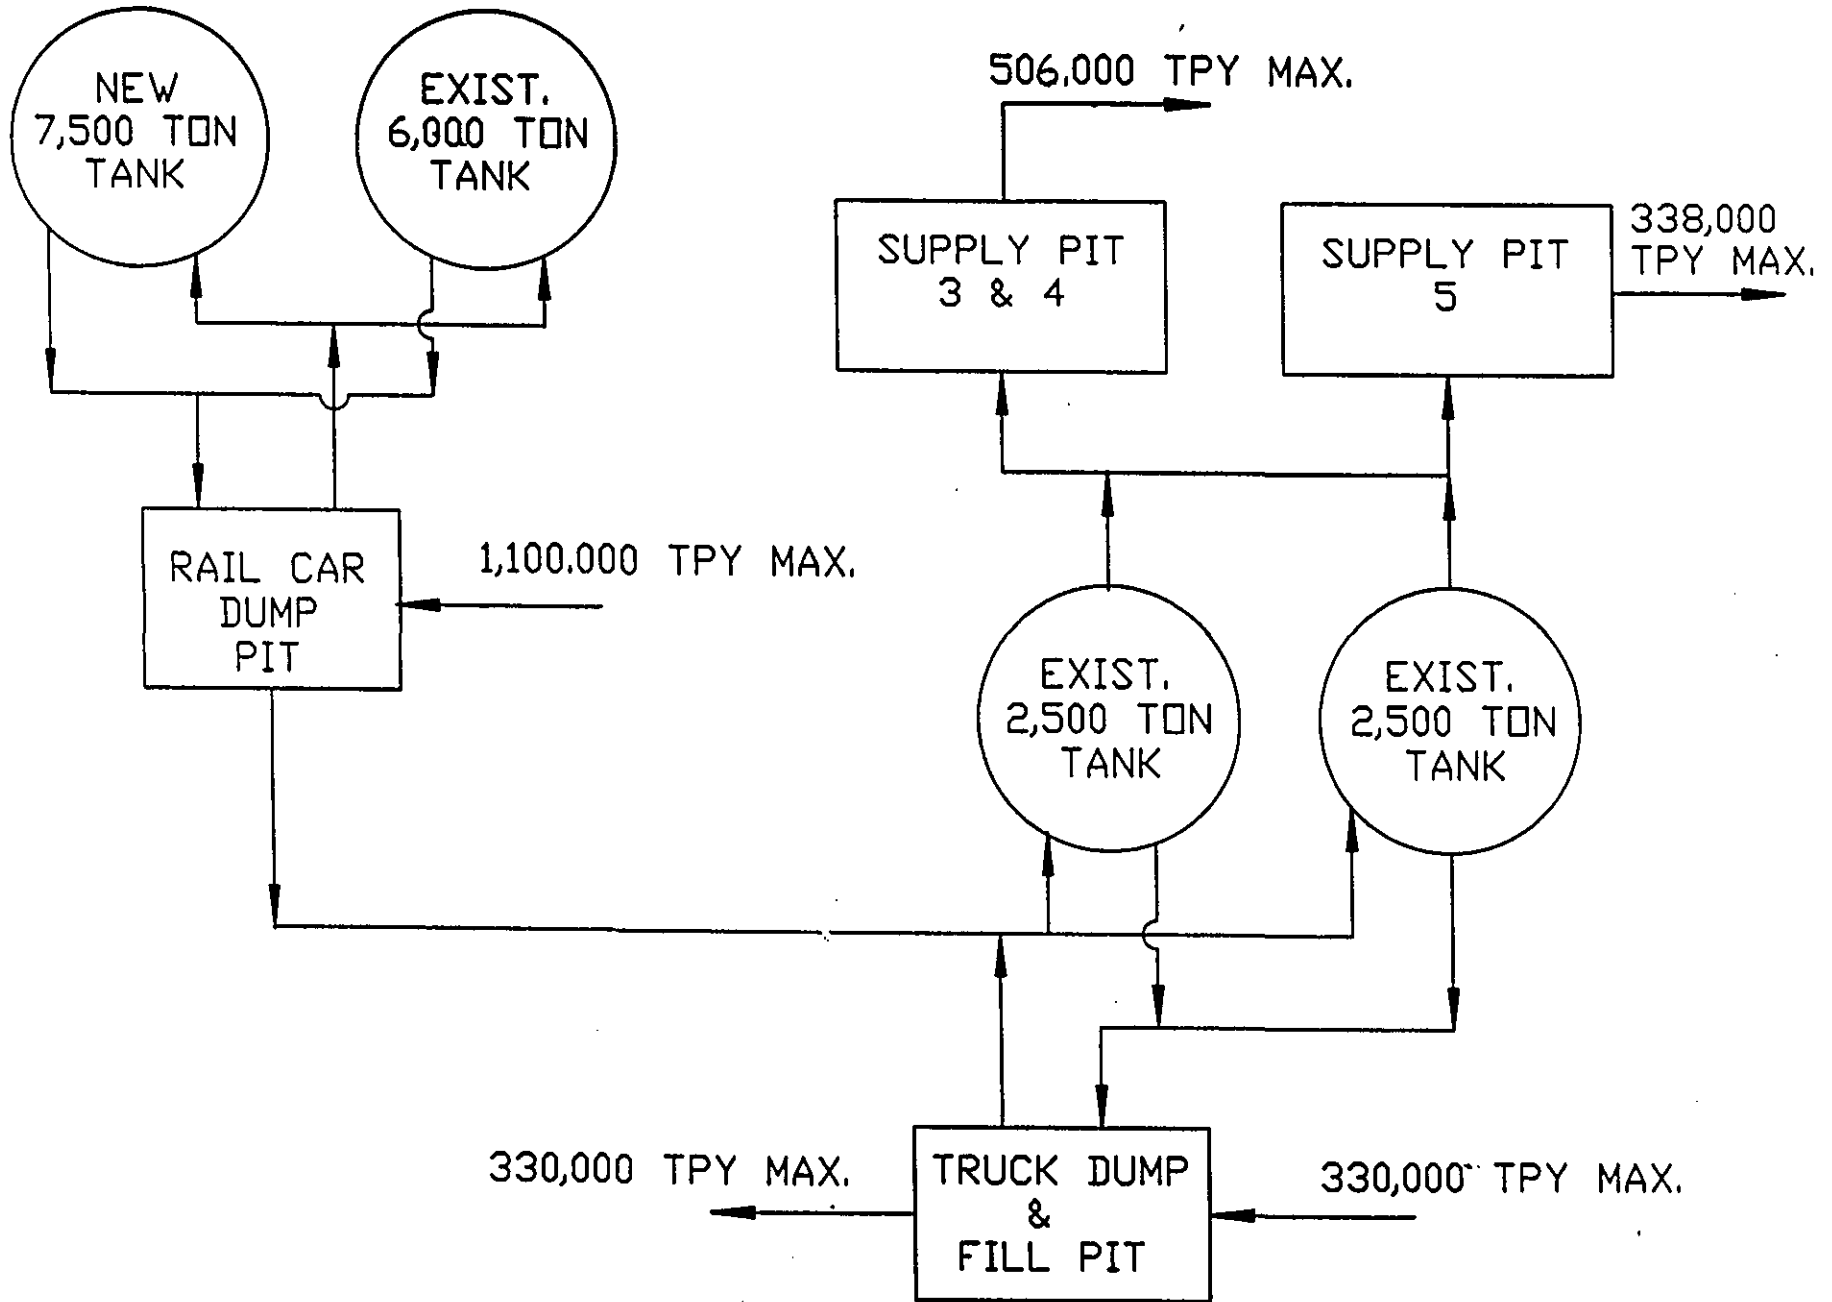 NEW
7,500 TON
TANK
EXIST.
6,000 TON
TANK
506,000 TPY MAX.
SUPPLY PIT
3 & 4
SUPPLY PIT
5
338,000
TPY MAX.
RAIL CAR
DUMP
PIT
1,100.000 TPY MAX.
EXIST.
2,500 TON
TANK
EXIST.
2,500 TON
TANK
330,000 TPY MAX.
TRUCK DUMP
&
FILL PIT
330,000 TPY MAX.